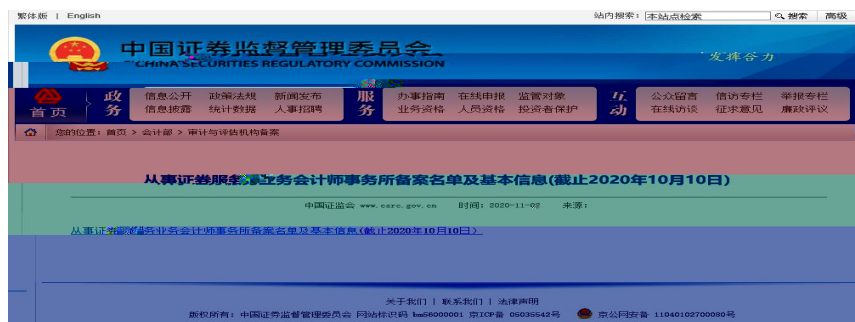 繁体版 | English 站内搜索: 本站点检索 搜索 高级
中国证券监督管理委员会
CHINA SECURITIES REGULATORY COMMISSION
发挥合力
首页 政务 信息公开 政策法规 新闻发布 服务 办事指南 在线申报 监管对象 互动 公众留言 信访专栏 举报专栏
信息披露 统计数据 人事招聘 业务资格 人员资格 投资者保护 在线访谈 征求意见 廉政评议
您的位置: 首页 > 会计部 > 审计与评估机构备案
从事证券服务业务会计师事务所备案名单及基本信息(截止2020年10月10日)
中国证监会 www.csrc.gov.cn 时间: 2020-11-02 来源:
从事证券服务业务会计师事务所备案名单及基本信息(截止2020年10月10日)
关于我们 | 联系我们 | 法律声明
版权所有: 中国证券监督管理委员会 网站标识码 bm56000001 京ICP备 05035542号 京公网安备 11040102700080号